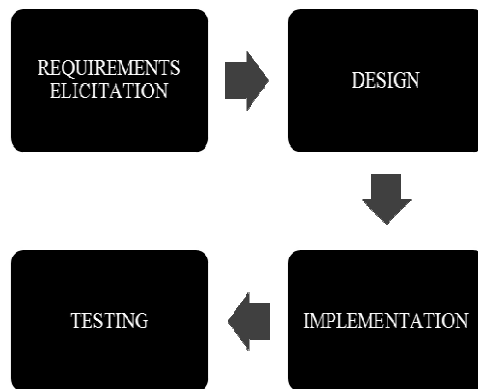 REQUIREMENTS
ELICITATION
DESIGN
TESTING
IMPLEMENTATION